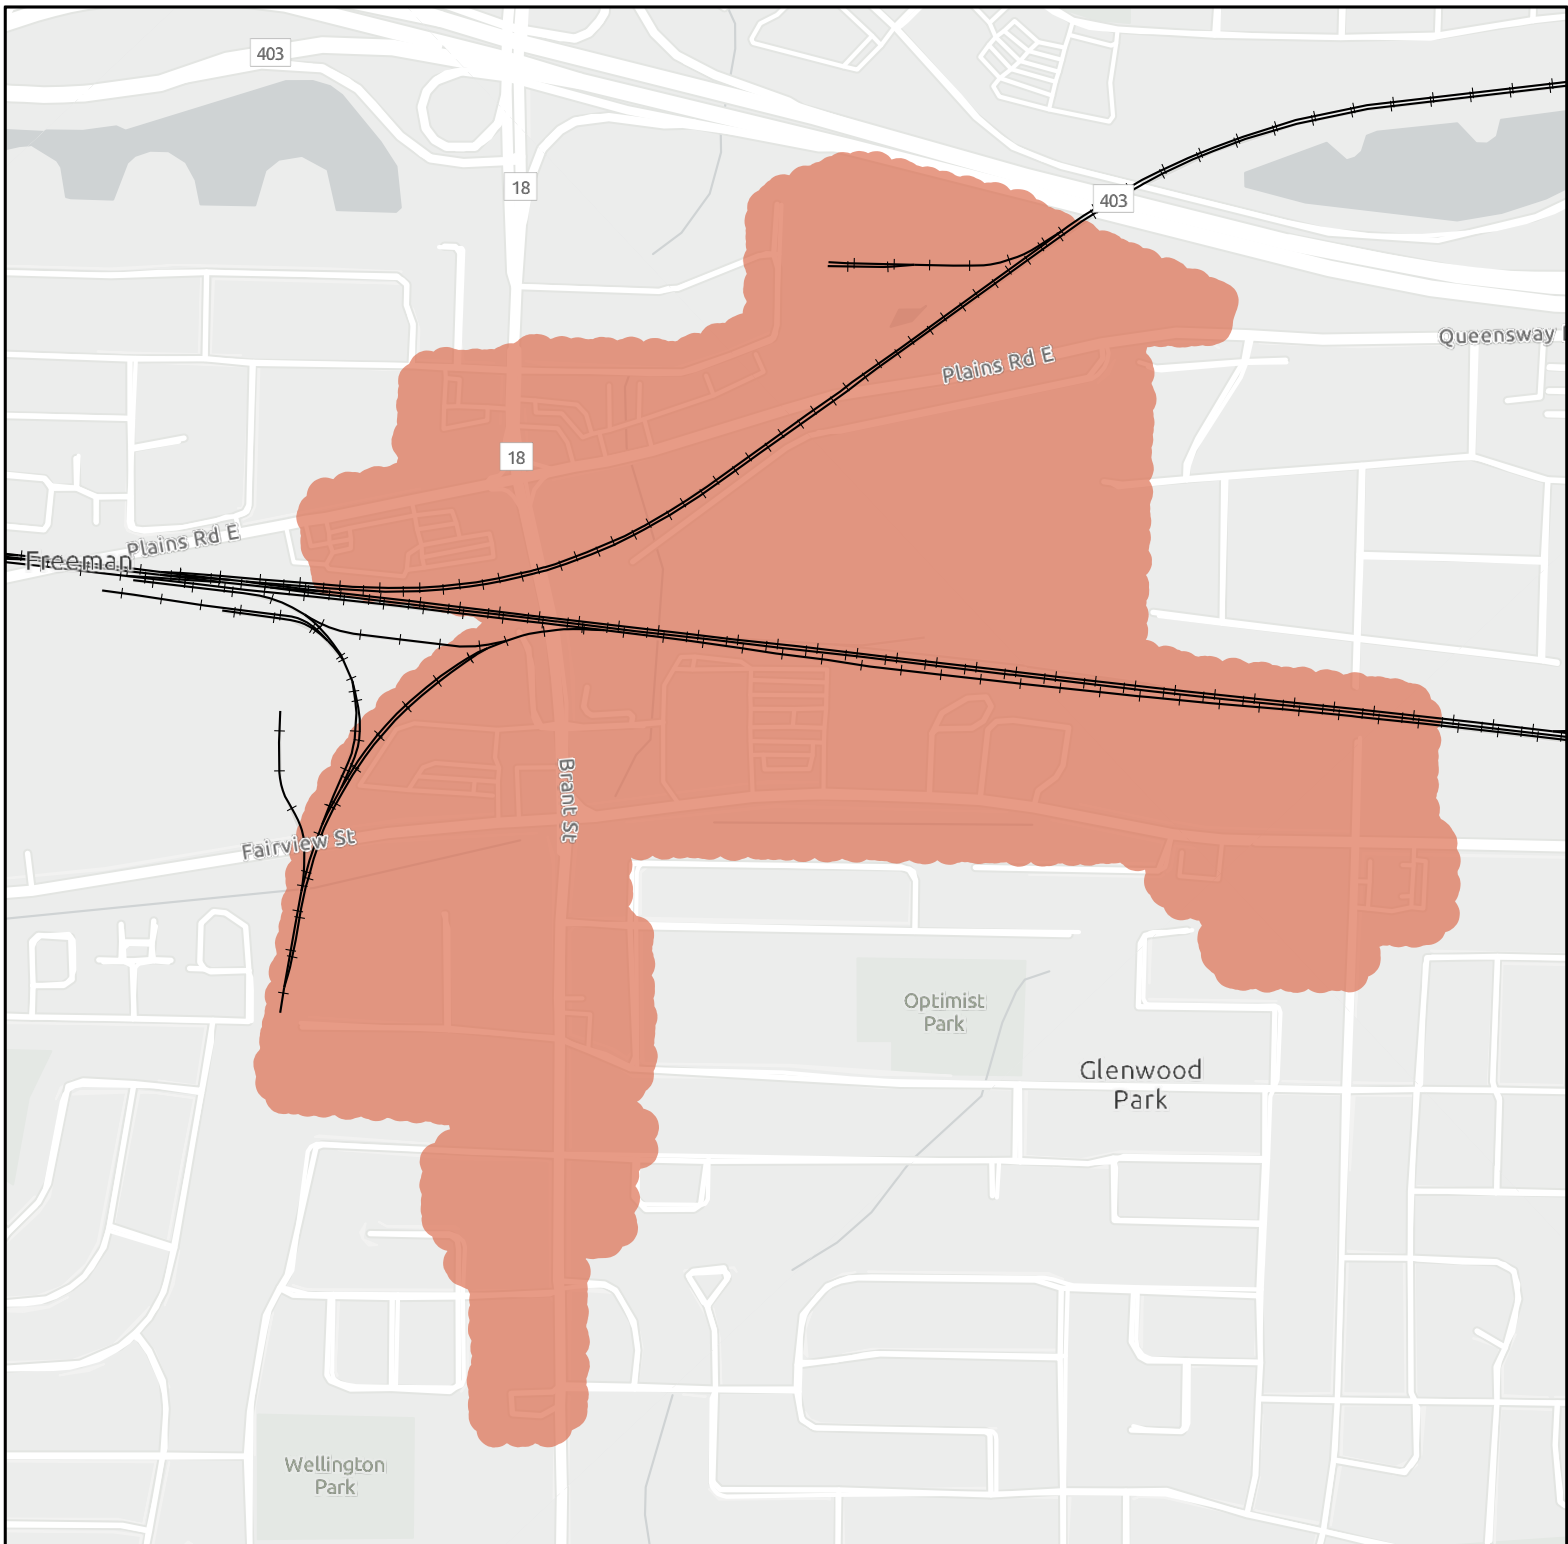 403
18
403
Queensway
Plains Rd E
18
Plains Rd E
Freeman
Brant St
Fairview St
Optimist
Park
Glenwood
Park
Wellington
Park